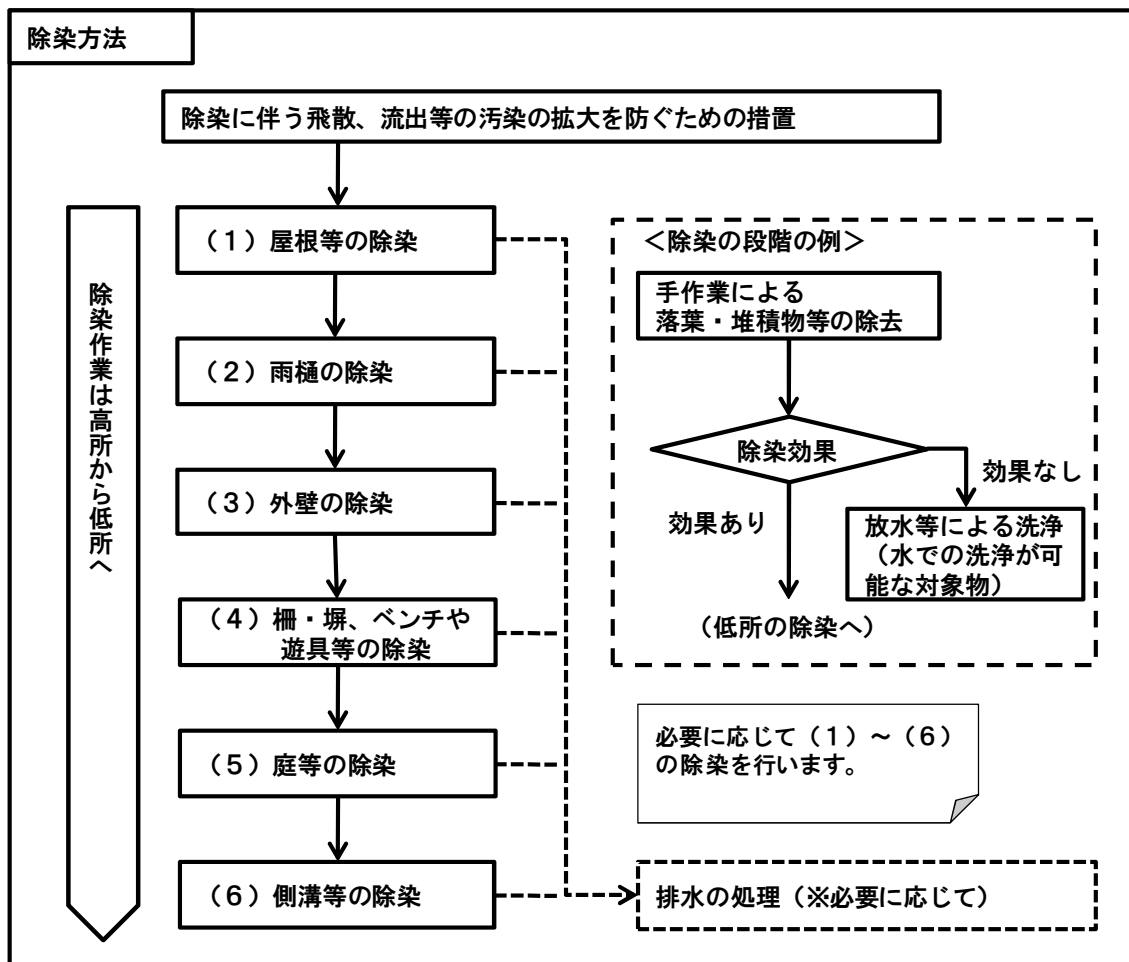 除染方法
除染に伴う飛散、流出等の汚染の拡大を防ぐための措置
除染作業は高所から低所へ
（１）屋根等の除染
（２）雨樋の除染
（３）外壁の除染
（４）柵・塀、ベンチや
遊具等の除染
（５）庭等の除染
（６）側溝等の除染
＜除染の段階の例＞
手作業による
落葉・堆積物等の除去
除染効果
効果なし
効果あり
放水等による洗浄
（水での洗浄が可
能な対象物）
（低所の除染へ）
必要に応じて（１）～（６）
の除染を行います。
排水の処理（※必要に応じて）